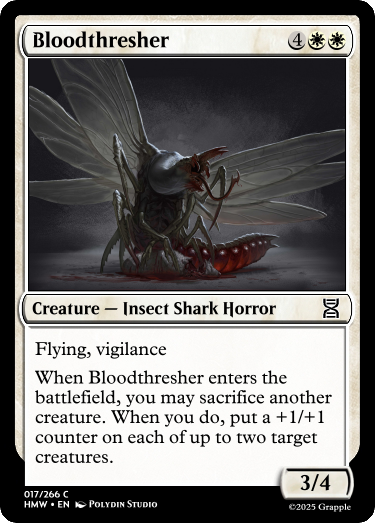 Bloodthresher 4
Creature — Insect Shark Horror
Flying, vigilance
When Bloodthresher enters the
battlefield, you may sacrifice another
creature. When you do, put a +1/+1
counter on each of up to two target
creatures.
3/4
017/266 C
HMW • EN Polydin Studio
©2025 Grapple